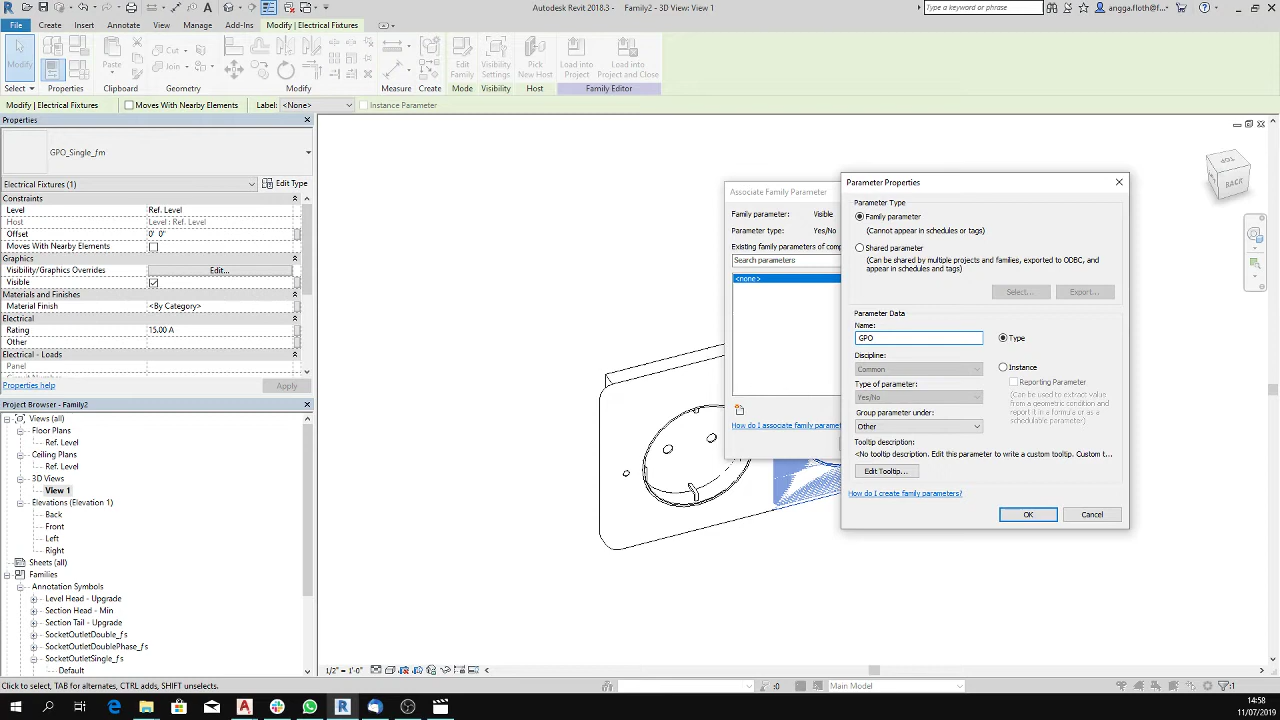 Autodesk Revit 2018.3 - Family2 - 3D View: View 1
Type a keyword or phrase
angga.floth@f...
File Create Insert Annotate View Manage Add-Ins Modify | Electrical Fixtures
Modify
Paste
Cut
Join
Edit Family
Visibility Settings
Pick New Host
Load into Project
Load into Project and Close
Select Properties Clipboard Geometry Modify Measure Create Mode Visibility Host Family Editor
Modify | Electrical Fixtures Moves With Nearby Elements Label: <None> Instance Parameter
Properties
GPO_Single_fm
Electrical Fixtures (1) Edit Type
Constraints
Level Ref. Level
Host Level : Ref. Level
Offset 0' 0"
Moves With Nearby Elements
Graphics
Visibility/Graphics Overrides Edit...
Visible
Materials and Finishes
Material Finish <By Category>
Electrical
Rating 15.00 A
Other
Electrical - Loads
Panel
Properties help Apply
Project Browser - Family2
Views (all)
Floor Plans
Ref. Level
Ceiling Plans
Ref. Level
3D Views
View 1
Elevations (Elevation 1)
Back
Front
Left
Right
Sheets (all)
Families
Annotation Symbols
Level Head - Upgrade
Section Head - Min
Section Tail - Upgrade
SocketOutletDouble_fs
SocketOutletDoublePhase_fs
SocketOutletSingle_fs
Default
Associate Family Parameter
Family parameter: Visible
Parameter type: Yes/No
Existing family parameters of comp
Search parameters
<none>
How do I associate family paramet
Parameter Properties
Parameter Type
Family parameter
(Cannot appear in schedules or tags)
Shared parameter
(Can be shared by multiple projects and families, exported to ODBC, and
appear in schedules and tags)
Select... Export...
Parameter Data
Name:
GPO
Type
Discipline:
Common
Instance
Reporting Parameter
(Can be used to extract value
from a geometric condition and
report it in a formula or as a
schedulable parameter)
Type of parameter:
Yes/No
Group parameter under:
Other
Tooltip description:
<No tooltip description. Edit this parameter to write a custom tooltip. Custom t...
Edit Tooltip...
How do I create family parameters?
OK Cancel
TOP
BACK
1/2" = 1'-0"
Click to select, TAB for alternates, CTRL adds, SHIFT unselects.
:0
Main Model
:1
14:58
11/07/2019